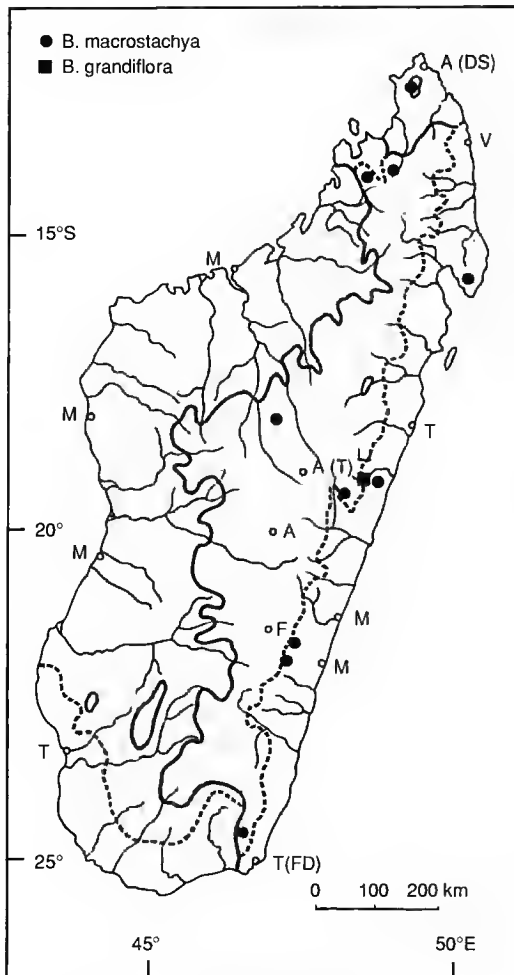 B. macrostachya
B. grandiflora
A (DS)
V
15°S
M
M
T
A (T)
L
20°
A
M
F
M
M
T
25°
T(FD)
0 100 200 km
45°
50°E